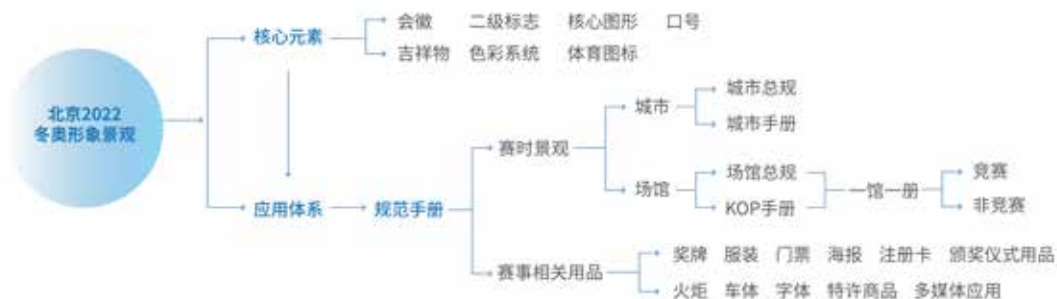 会徽 二级标志 核心图形 口号
核心元素
吉祥物 色彩系统 体育图标
北京2022
冬奥形象景观
城市总规
城市
城市手册
赛时景观
场馆总规
竞赛
场馆
一馆一册
KOP手册
非竞赛
应用体系
规范手册
奖牌 服装 门票 海报 注册卡 颁奖仪式用品
赛事相关用品
火炬 车体 字体 特许商品 多媒体应用